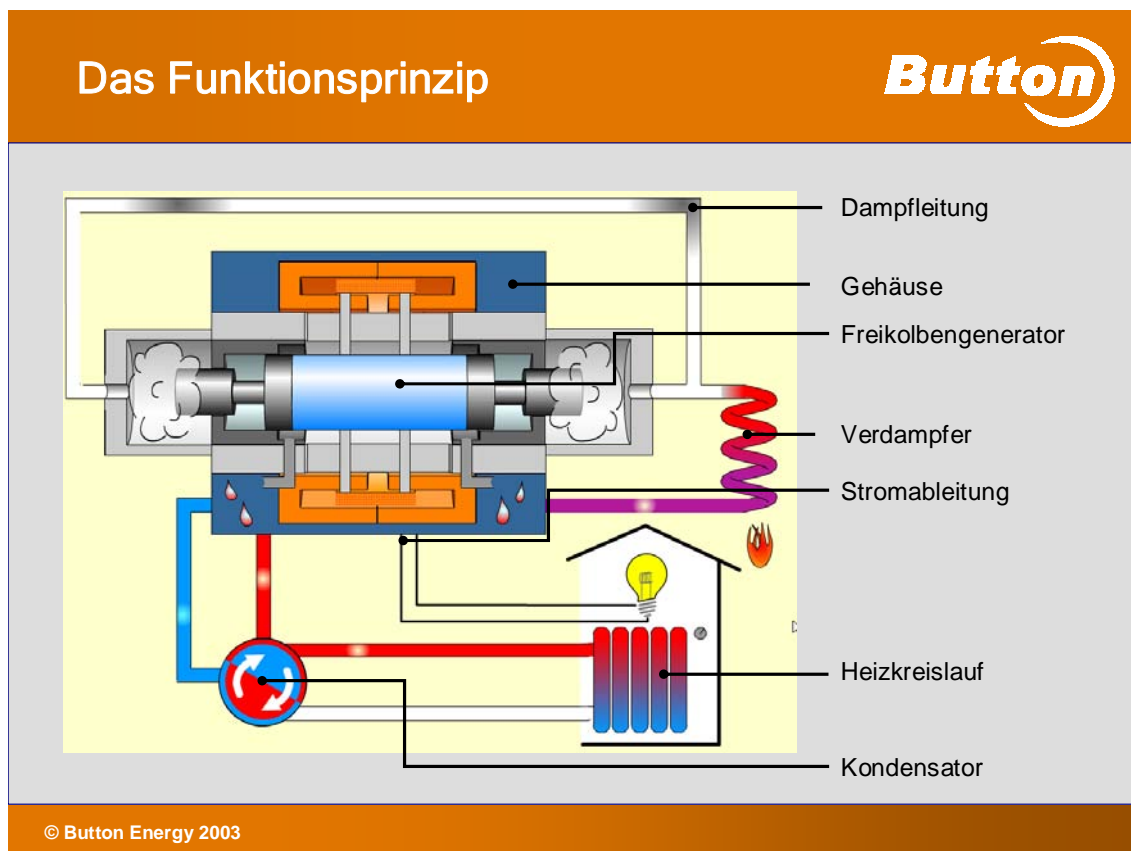 Das Funktionsprinzip
Button
Dampfleitung
Gehäuse
Freikolbengenerator
Verdampfer
Stromableitung
Heizkreislauf
Kondensator
© Button Energy 2003